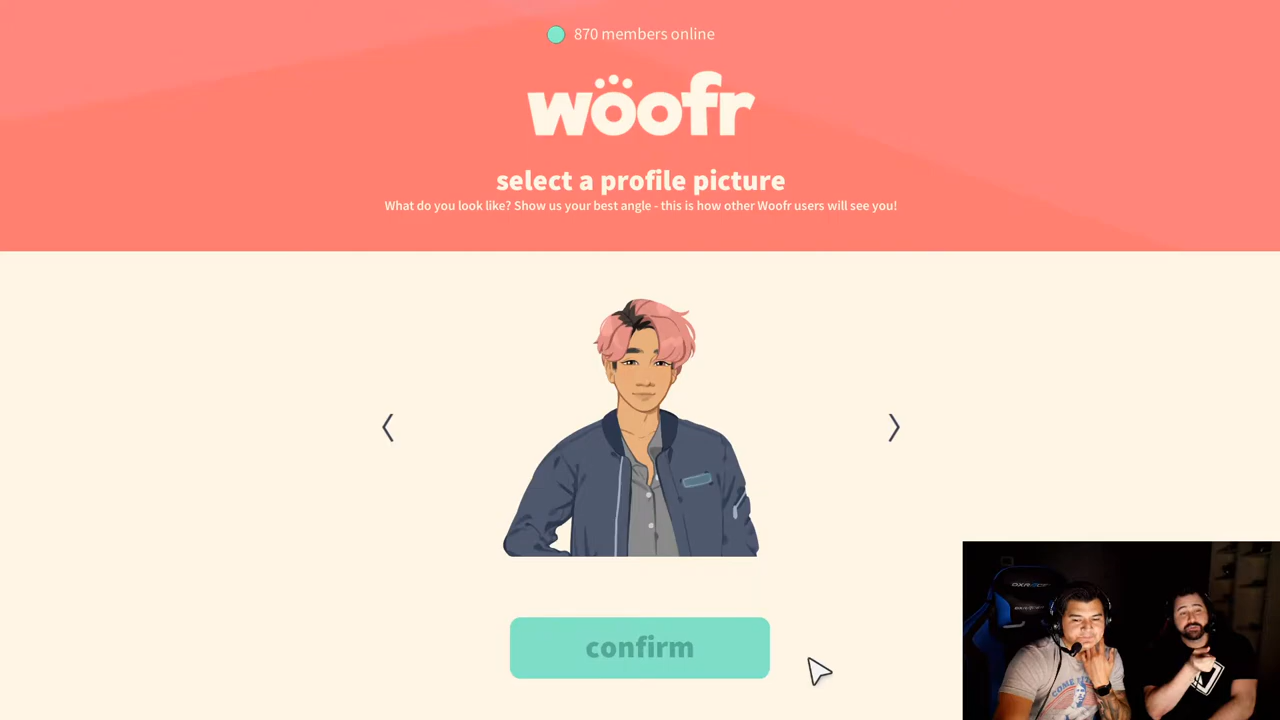 870 members online
woofr
select a profile picture
What do you look like? Show us your best angle - this is how other Woofr users will see you!
confirm